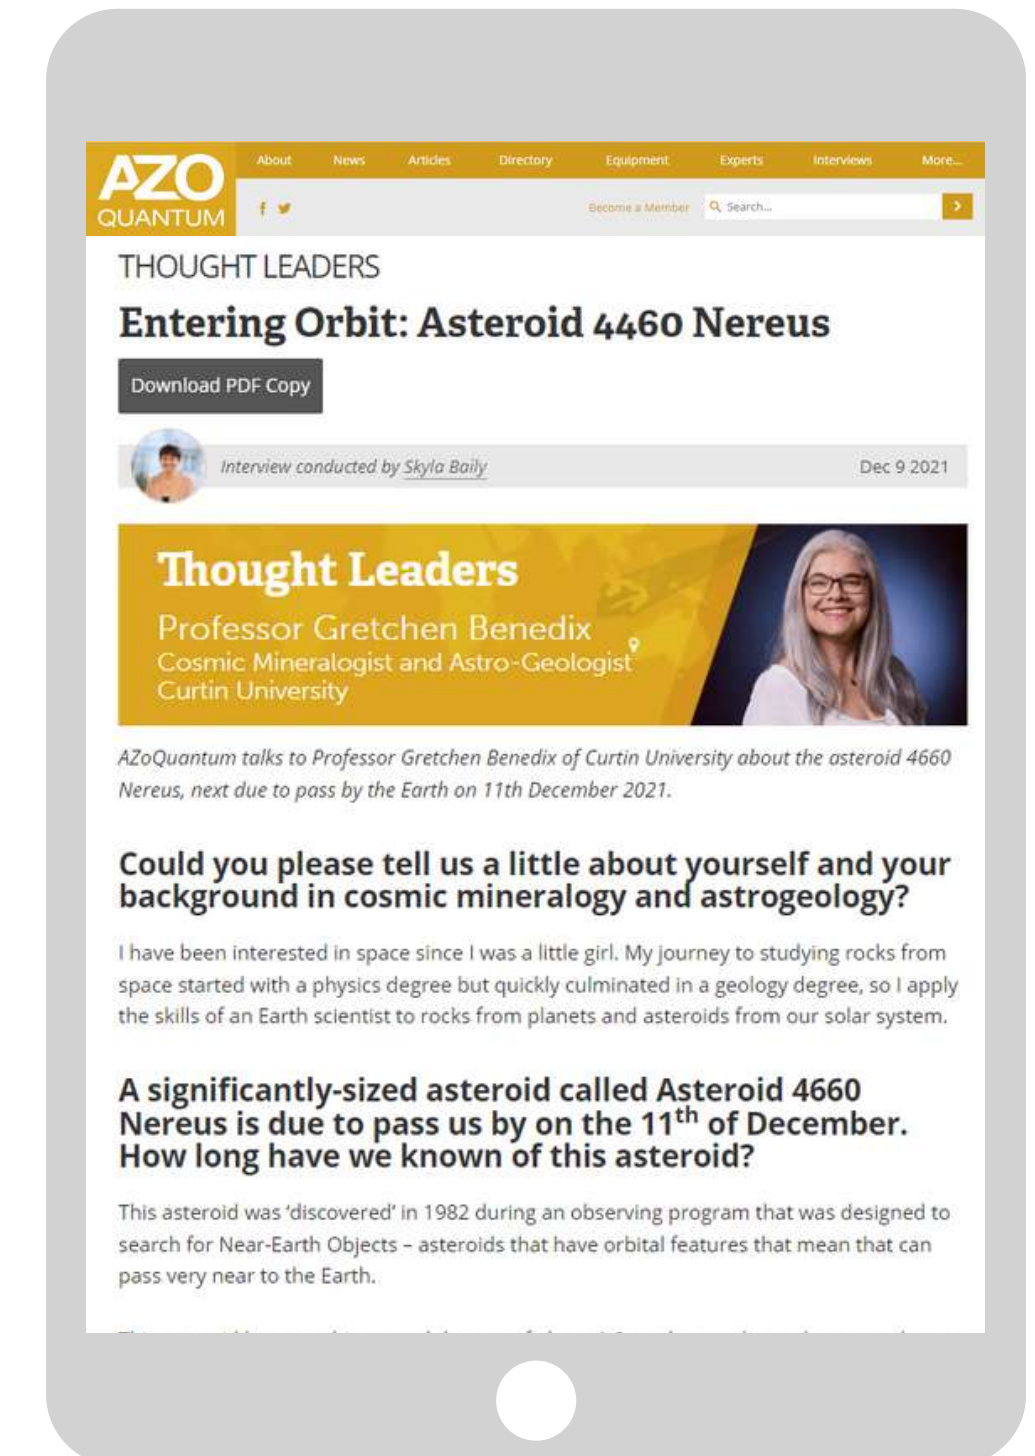 AZO
QUANTUM
About News Articles Directory Equipment Experts Interviews More...
Become a Member Search...
THOUGHT LEADERS
Entering Orbit: Asteroid 4460 Nereus
Download PDF Copy
Interview conducted by Skyla Baily Dec 9 2021
Thought Leaders
Professor Gretchen Benedix
Cosmic Mineralogist and Astro-Geologist
Curtin University
AZoQuantum talks to Professor Gretchen Benedix of Curtin University about the asteroid 4660
Nereus, next due to pass by the Earth on 11th December 2021.
Could you please tell us a little about yourself and your
background in cosmic mineralogy and astrogeology?
I have been interested in space since I was a little girl. My journey to studying rocks from
space started with a physics degree but quickly culminated in a geology degree, so I apply
the skills of an Earth scientist to rocks from planets and asteroids from our solar system.
A significantly-sized asteroid called Asteroid 4660
Nereus is due to pass us by on the 11th of December.
How long have we known of this asteroid?
This asteroid was ‘discovered’ in 1982 during an observing program that was designed to
search for Near-Earth Objects – asteroids that have orbital features that mean that can
pass very near to the Earth.